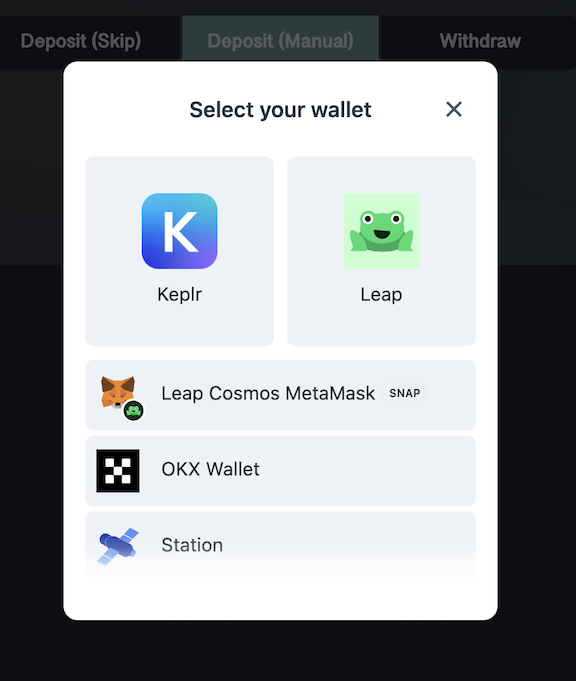 Deposit (Skip) Deposit (Manual) Withdraw
Select your wallet
K
Keplr Leap
Leap Cosmos MetaMask SNAP
OKX Wallet
Station